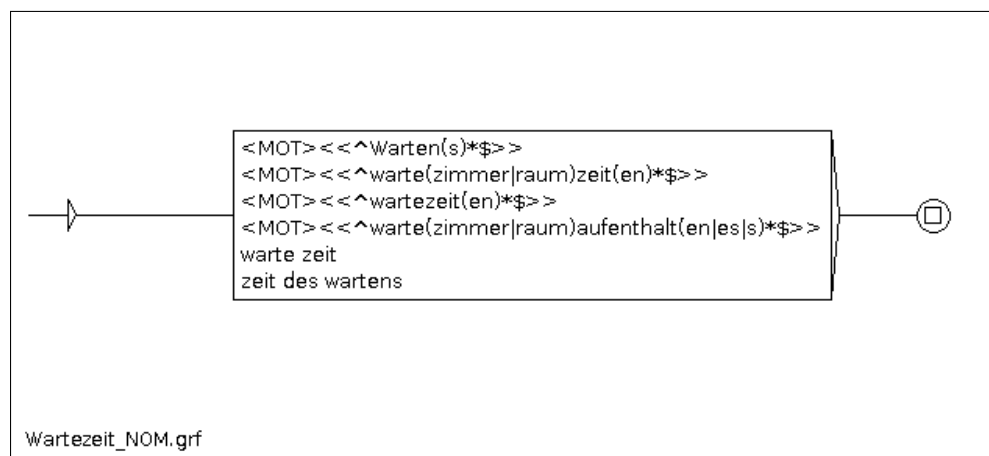 <MOT><<^Warten(s)*$>>
<MOT><<^warte(zimmer|raum)zeit(en)*$>>
<MOT><<^wartezeit(en)*$>>
<MOT><<^warte(zimmer|raum)aufenthalt(en|es|s)*$>>
warte zeit
zeit des wartens
Wartezeit_NOM.grf